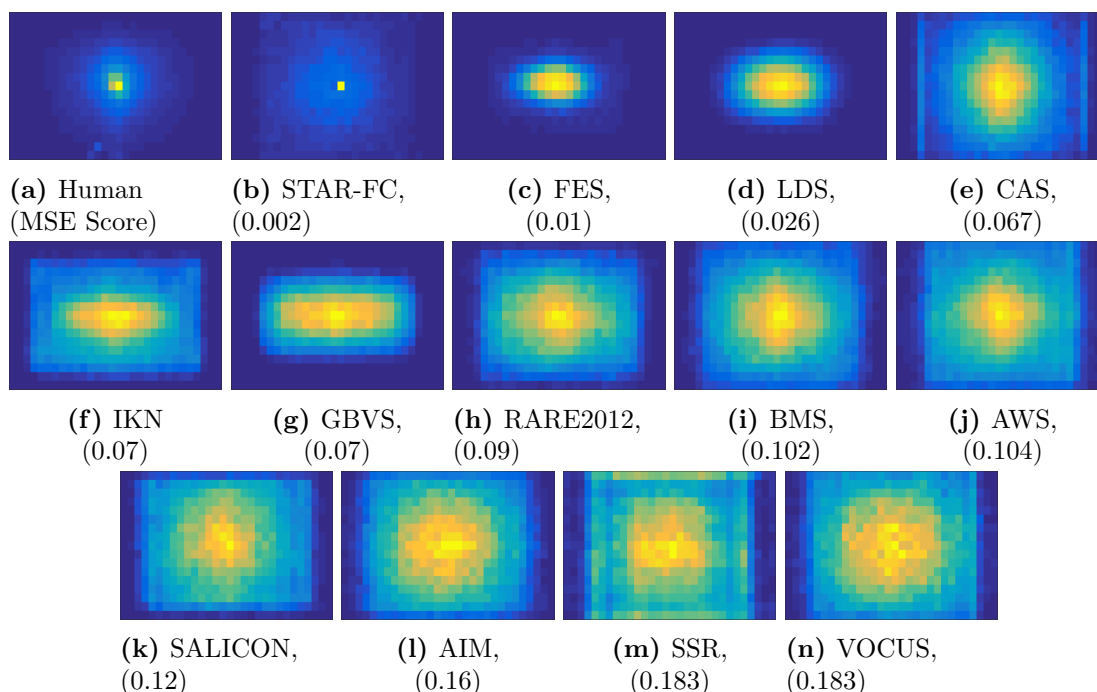 (a) Human
(MSE Score)
(b) STAR-FC,
(0.002)
(c) FES,
(0.01)
(d) LDS,
(0.026)
(e) CAS,
(0.067)
(f) IKN
(0.07)
(g) GBVS,
(0.07)
(h) RARE2012,
(0.09)
(i) BMS,
(0.102)
(j) AWS,
(0.104)
(k) SALICON,
(0.12)
(l) AIM,
(0.16)
(m) SSR,
(0.183)
(n) VOCUS,
(0.183)